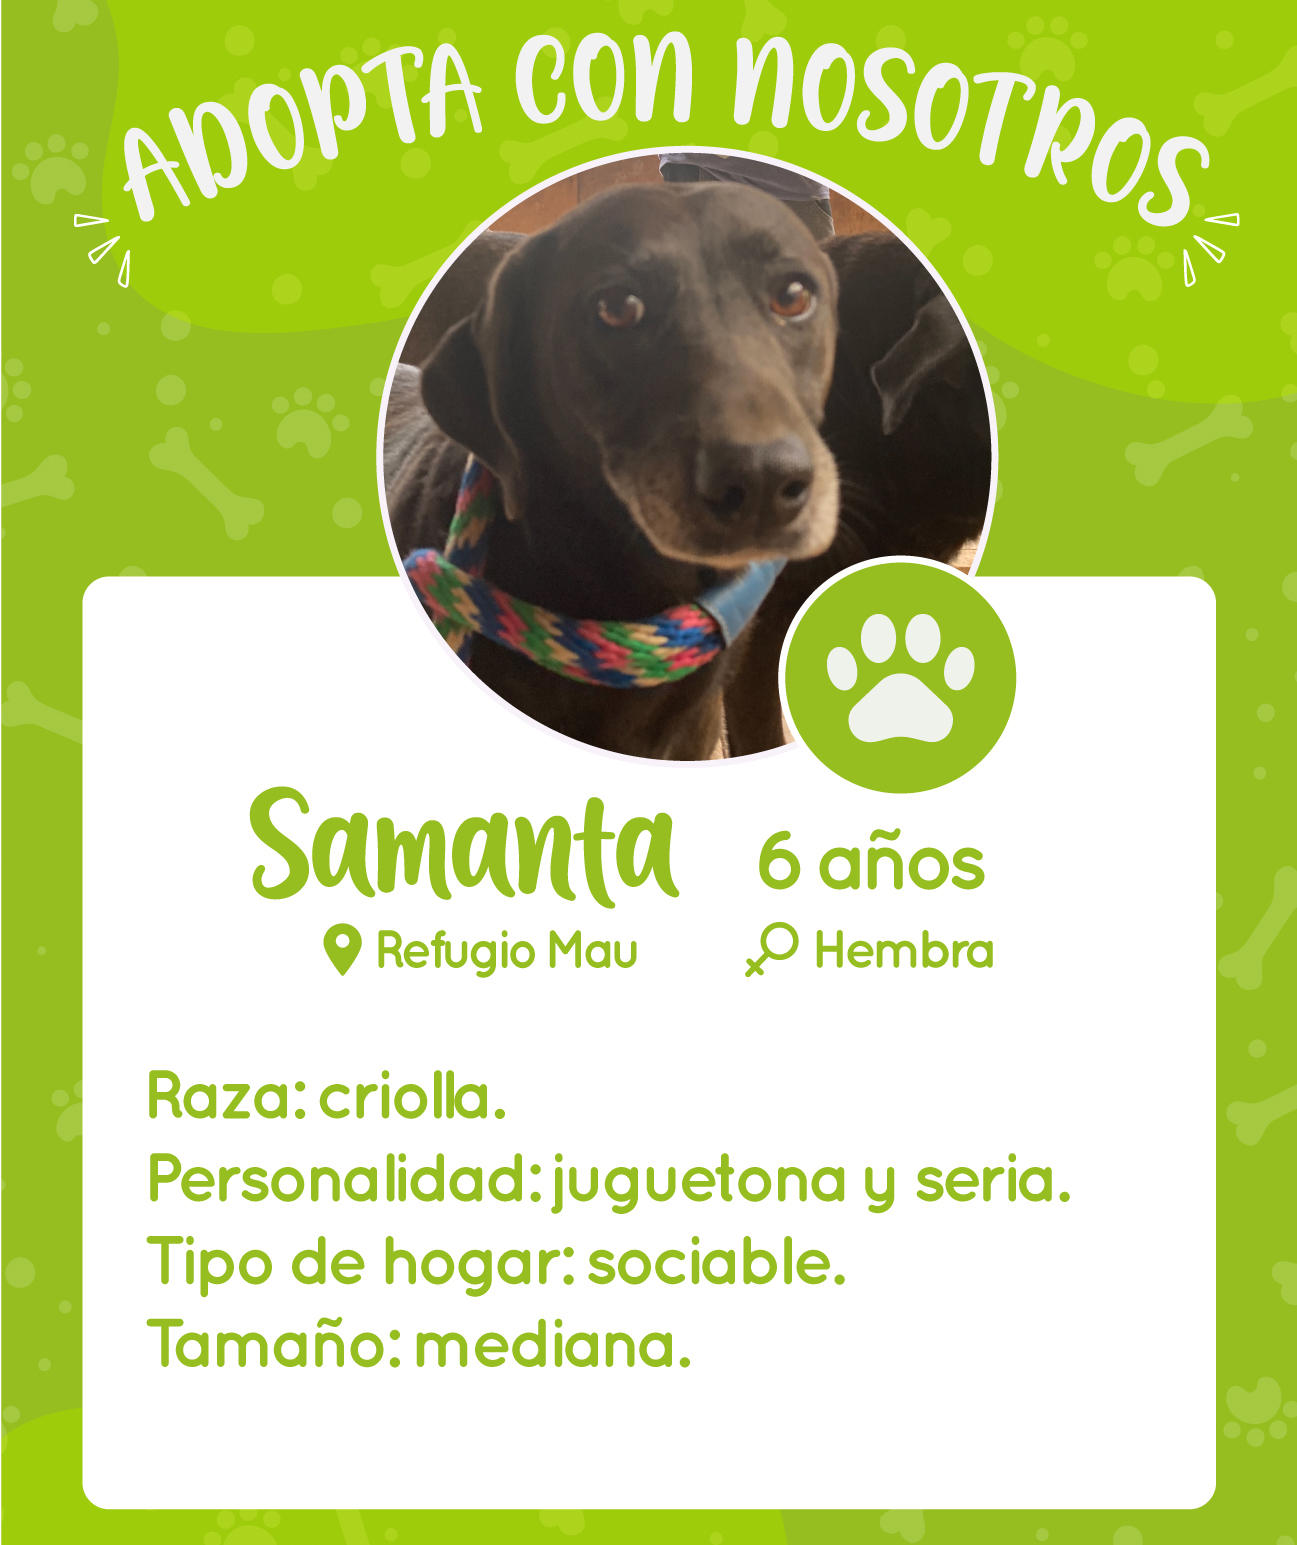 ADOPTA CON NOSOTROS
Samanta
6 años
Refugio Mau
Hembra
Raza: criolla.
Personalidad: juguetona y seria.
Tipo de hogar: sociable.
Tamaño: mediana.